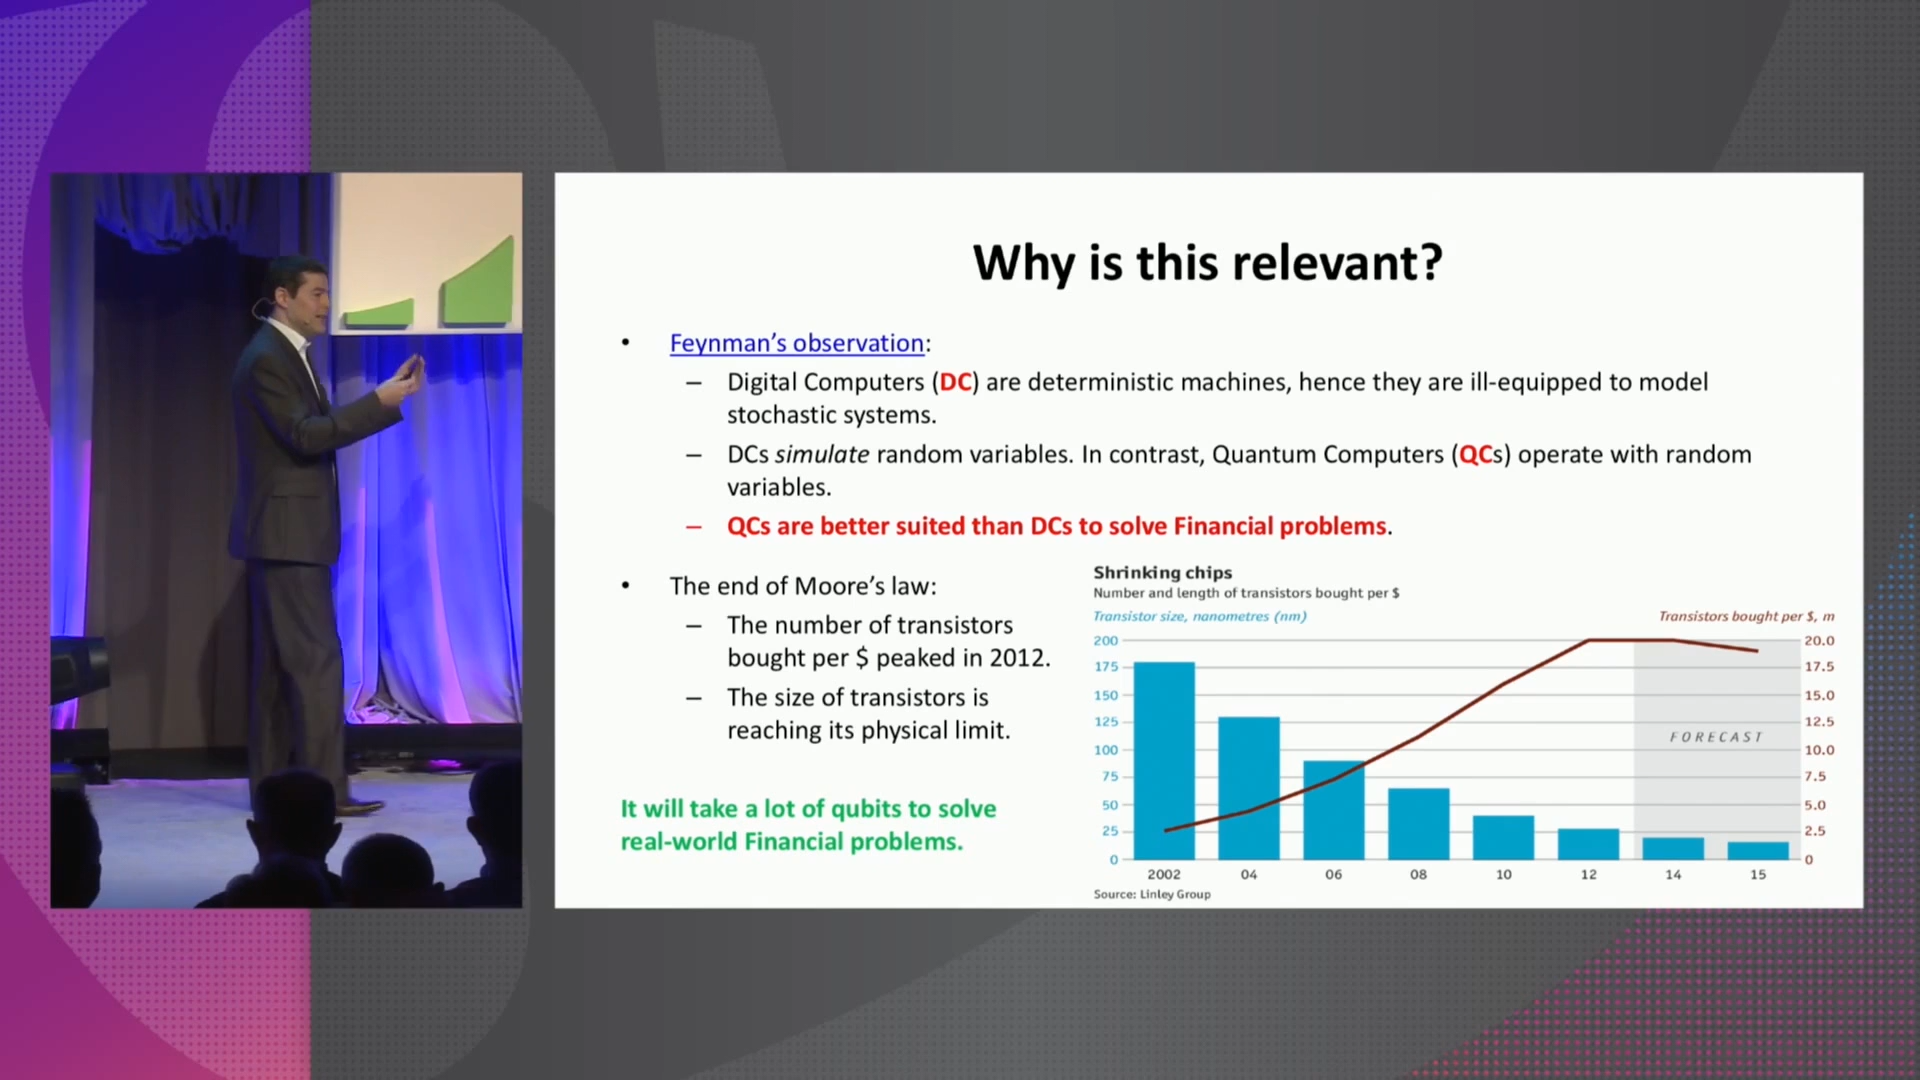 Why is this relevant?
• Feynman's observation:
– Digital Computers (DC) are deterministic machines, hence they are ill-equipped to model
stochastic systems.
– DCs simulate random variables. In contrast, Quantum Computers (QCs) operate with random
variables.
– QCs are better suited than DCs to solve Financial problems.
• The end of Moore's law:
– The number of transistors
bought per $ peaked in 2012.
– The size of transistors is
reaching its physical limit.
It will take a lot of qubits to solve
real-world Financial problems.
Shrinking chips
Number and length of transistors bought per $
Transistor size, nanometres (nm)
Transistors bought per $, m
200 20.0
175 17.5
150 15.0
125 12.5
FORECAST
100 10.0
75 7.5
50 5.0
25 2.5
0 0
2002 04 06 08 10 12 14 15
Source: Linley Group